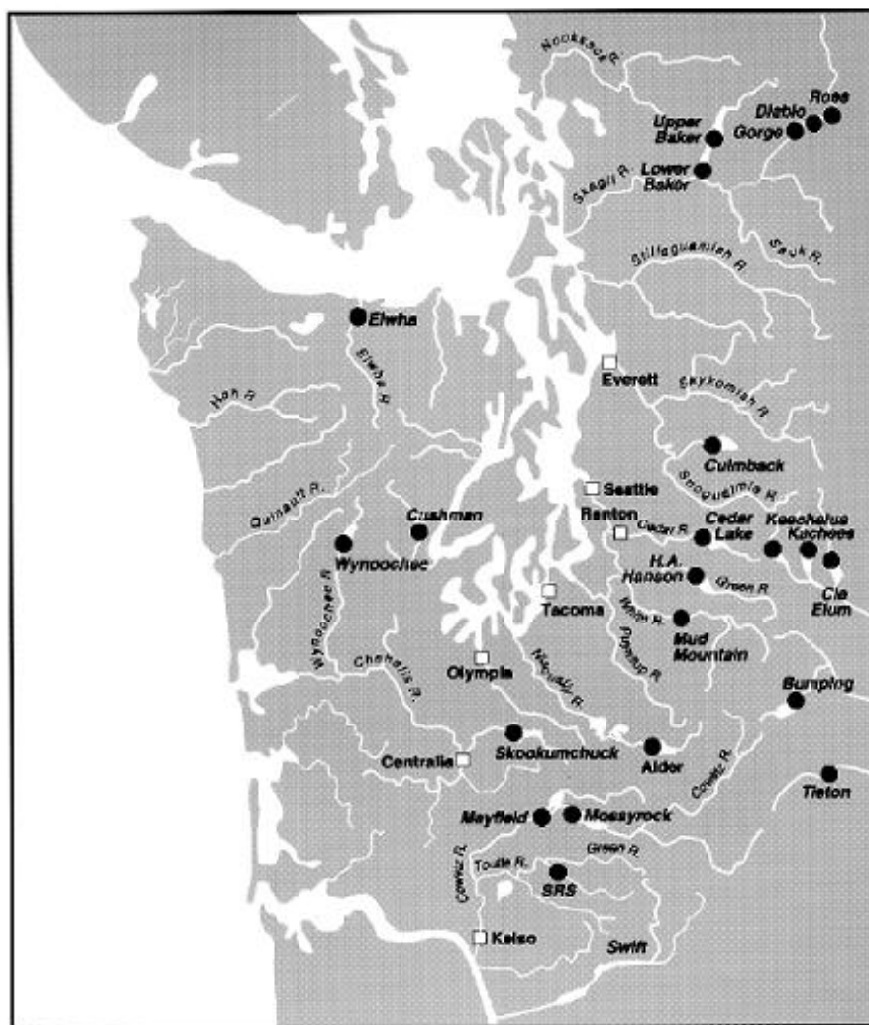 Nooksack R.
Ross
Diablo
Gorge
Upper
Baker
Lower
Baker
Skagit R.
Sauk R.
Stillaguamish R.
Elwha
Elwha R.
Everett
Skykomish R.
Hoh R.
Culmback
Snoqualmie R.
Quinault R.
Seattle
Cushman
Renton
Cedar R.
Cedar
Lake
Keechelus
Kachees
Wynoochee
H.A.
Hanson
Green R.
Cle
Elum
Wynoochee R.
Tacoma
White R.
Mud
Mountain
Puyallup R.
Chehalis R.
Olympia
Nisqually R.
Bumping
Skookumchuck
Centralia
Alder
Cowlitz R.
Tieton
Mayfield
Mossyrock
Cowlitz R.
Toutle R.
Green R.
SRS
Kelso
Swift